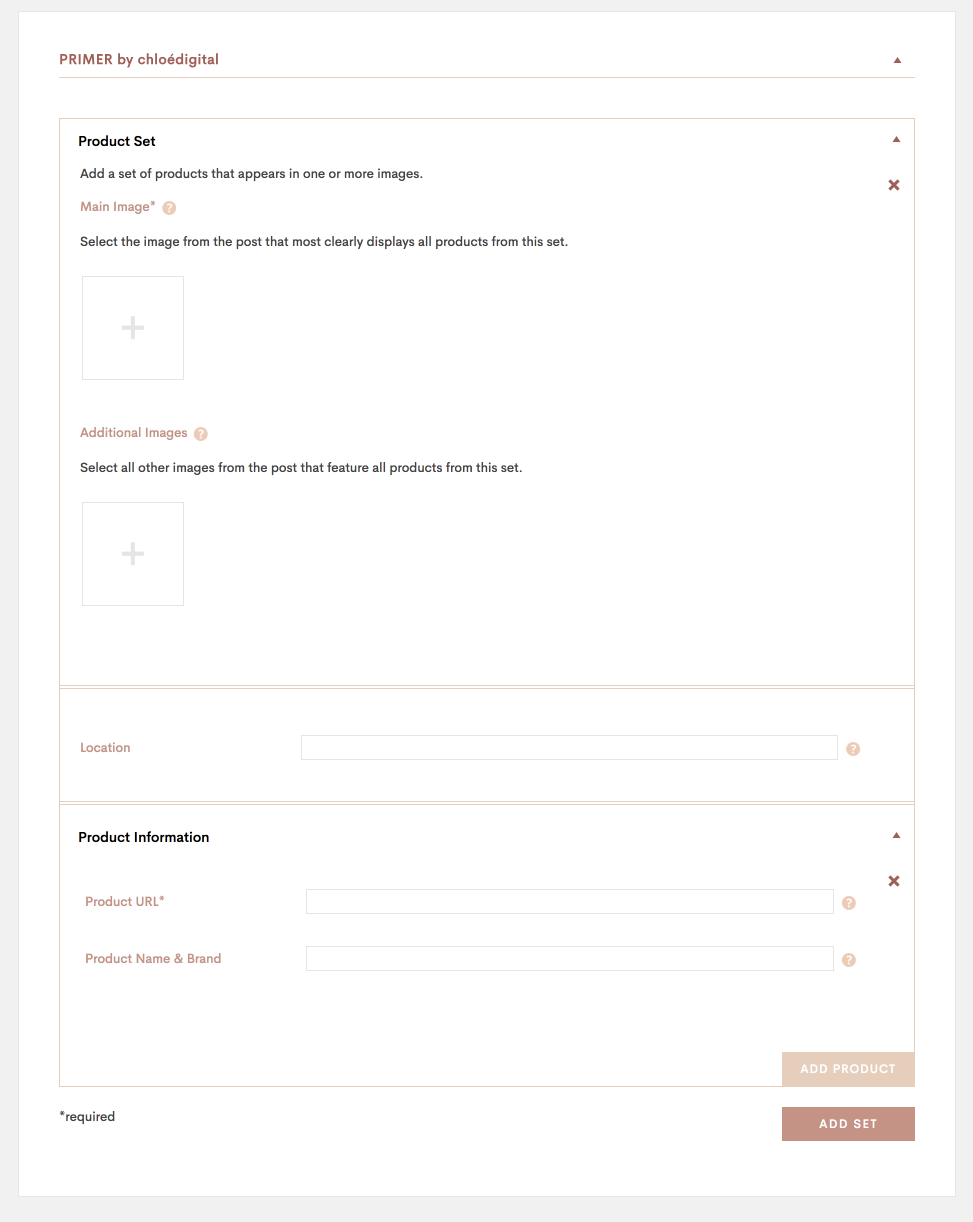 PRIMER by chloédigital
Product Set
Add a set of products that appears in one or more images.
Main Image* ?
Select the image from the post that most clearly displays all products from this set.
Additional Images ?
Select all other images from the post that feature all products from this set.
Location ?
Product Information
Product URL* ?
Product Name & Brand ?
ADD PRODUCT
*required
ADD SET